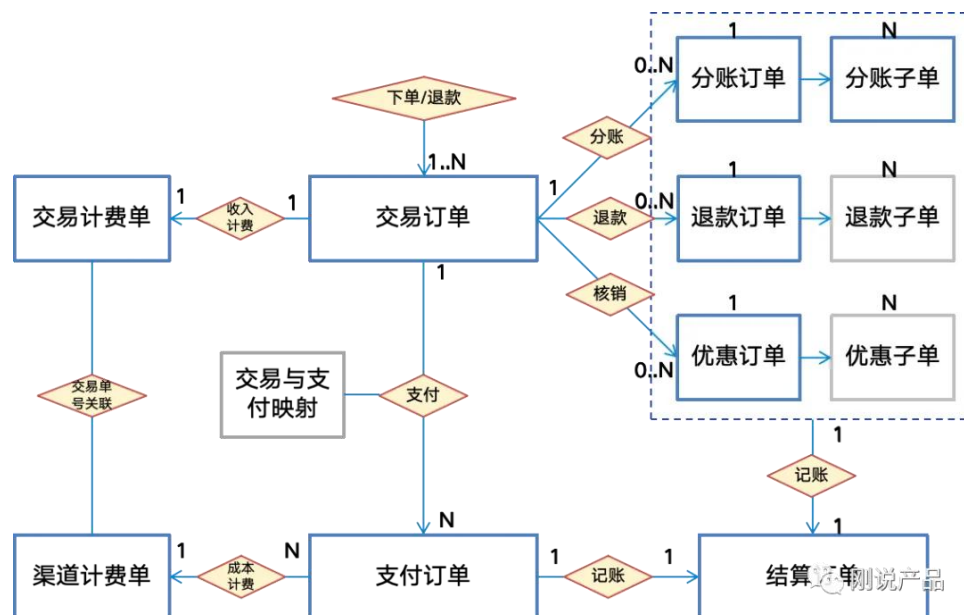 1
N
分账订单
分账子单
0..N
下单/退款
分账
1..N
1
1
N
交易计费单
1
收入
计费
1
交易订单
1
退款
0..N
退款订单
退款子单
核销
1
N
1
优惠订单
优惠子单
0..N
交易与支
付映射
支付
交易单
号关联
1
记账
N
1
渠道计费单
1
成本
计费
N
支付订单
1
记账
1
结算订单
刚说产品